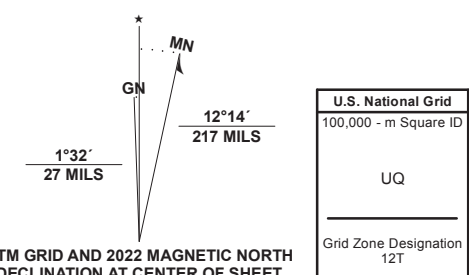 ★
MN
GN
12°14´
217 MILS
1°32´
27 MILS
TM GRID AND 2022 MAGNETIC NORTH
DECLINATION AT CENTER OF SHEET
U.S. National Grid
100,000 - m Square ID
UQ
Grid Zone Designation
12T